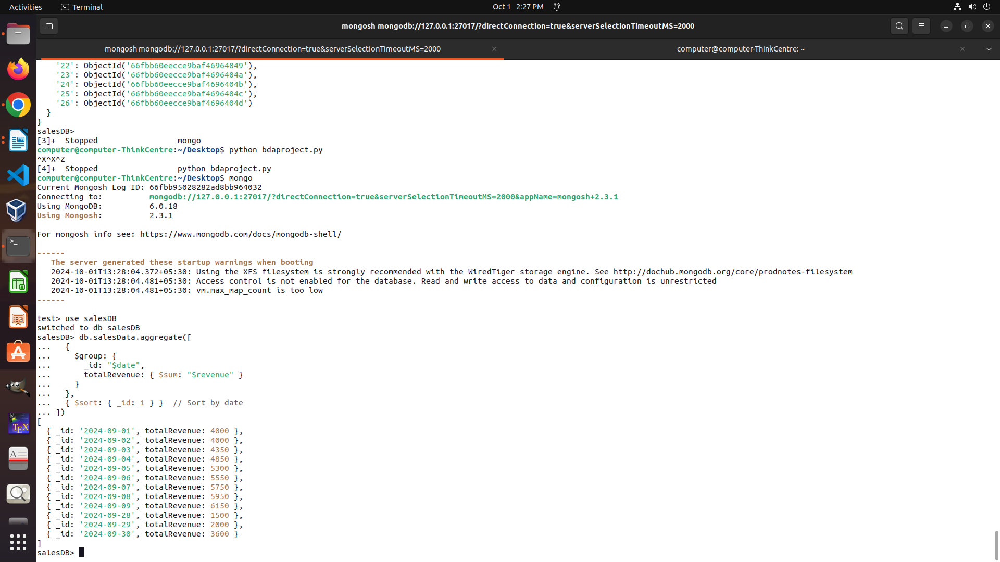 Activities
Terminal
Oct 1 2:27 PM
mongosh mongodb://127.0.0.1:27017/?directConnection=true&serverSelectionTimeoutMS=2000
mongosh mongodb://127.0.0.1:27017/?directConnection=true&serverSelectionTimeoutMS=2000
computer@computer-ThinkCentre: ~
    '22': ObjectId('66fbb60eecce9baf46964049'),
    '23': ObjectId('66fbb60eecce9baf4696404a'),
    '24': ObjectId('66fbb60eecce9baf4696404b'),
    '25': ObjectId('66fbb60eecce9baf4696404c'),
    '26': ObjectId('66fbb60eecce9baf4696404d')
  }
}
salesDB>
[3]+  Stopped                 mongo
computer@computer-ThinkCentre:~/Desktop$ python bdaproject.py
^X^X^Z
[4]+  Stopped                 python bdaproject.py
computer@computer-ThinkCentre:~/Desktop$ mongo
Current Mongosh Log ID: 66fbb95028282ad8bb964032
Connecting to:          mongodb://127.0.0.1:27017/?directConnection=true&serverSelectionTimeoutMS=2000&appName=mongosh+2.3.1
Using MongoDB:          6.0.18
Using Mongosh:          2.3.1
For mongosh info see: https://www.mongodb.com/docs/mongodb-shell/
------
   The server generated these startup warnings when booting
   2024-10-01T13:28:04.372+05:30: Using the XFS filesystem is strongly recommended with the WiredTiger storage engine. See http://dochub.mongodb.org/core/prodnotes-filesystem
   2024-10-01T13:28:04.481+05:30: Access control is not enabled for the database. Read and write access to data and configuration is unrestricted
   2024-10-01T13:28:04.481+05:30: vm.max_map_count is too low
------
test> use salesDB
switched to db salesDB
salesDB> db.salesData.aggregate([
...   {
...     $group: {
...       _id: "$date",
...       totalRevenue: { $sum: "$revenue" }
...     }
...   },
...   { $sort: { _id: 1 } }  // Sort by date
... ])
[
  { _id: '2024-09-01', totalRevenue: 4000 },
  { _id: '2024-09-02', totalRevenue: 4000 },
  { _id: '2024-09-03', totalRevenue: 4350 },
  { _id: '2024-09-04', totalRevenue: 4850 },
  { _id: '2024-09-05', totalRevenue: 5300 },
  { _id: '2024-09-06', totalRevenue: 5550 },
  { _id: '2024-09-07', totalRevenue: 5750 },
  { _id: '2024-09-08', totalRevenue: 5950 },
  { _id: '2024-09-09', totalRevenue: 6150 },
  { _id: '2024-09-28', totalRevenue: 1500 },
  { _id: '2024-09-29', totalRevenue: 2000 },
  { _id: '2024-09-30', totalRevenue: 3600 }
]
salesDB>